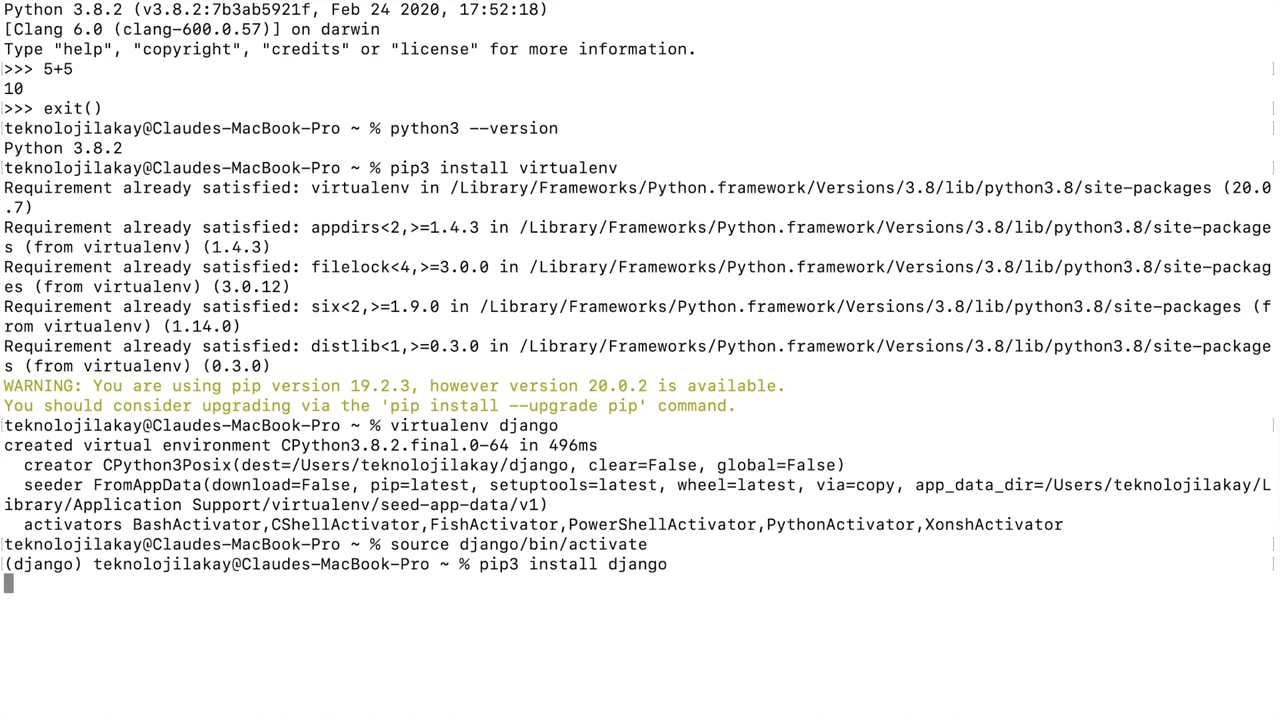 Python 3.8.2 (v3.8.2:7b3ab5921f, Feb 24 2020, 17:52:18)
[Clang 6.0 (clang-600.0.57)] on darwin
Type "help", "copyright", "credits" or "license" for more information.
>>> 5+5
10
>>> exit()
teknolojilakay@Claudes-MacBook-Pro ~ % python3 --version
Python 3.8.2
teknolojilakay@Claudes-MacBook-Pro ~ % pip3 install virtualenv
Requirement already satisfied: virtualenv in /Library/Frameworks/Python.framework/Versions/3.8/lib/python3.8/site-packages (20.0
.7)
Requirement already satisfied: appdirs<2,>=1.4.3 in /Library/Frameworks/Python.framework/Versions/3.8/lib/python3.8/site-package
s (from virtualenv) (1.4.3)
Requirement already satisfied: filelock<4,>=3.0.0 in /Library/Frameworks/Python.framework/Versions/3.8/lib/python3.8/site-packag
es (from virtualenv) (3.0.12)
Requirement already satisfied: six<2,>=1.9.0 in /Library/Frameworks/Python.framework/Versions/3.8/lib/python3.8/site-packages (f
rom virtualenv) (1.14.0)
Requirement already satisfied: distlib<1,>=0.3.0 in /Library/Frameworks/Python.framework/Versions/3.8/lib/python3.8/site-package
s (from virtualenv) (0.3.0)
WARNING: You are using pip version 19.2.3, however version 20.0.2 is available.
You should consider upgrading via the 'pip install --upgrade pip' command.
teknolojilakay@Claudes-MacBook-Pro ~ % virtualenv django
created virtual environment CPython3.8.2.final.0-64 in 496ms
  creator CPython3Posix(dest=/Users/teknolojilakay/django, clear=False, global=False)
  seeder FromAppData(download=False, pip=latest, setuptools=latest, wheel=latest, via=copy, app_data_dir=/Users/teknolojilakay/L
ibrary/Application Support/virtualenv/seed-app-data/v1)
  activators BashActivator,CShellActivator,FishActivator,PowerShellActivator,PythonActivator,XonshActivator
teknolojilakay@Claudes-MacBook-Pro ~ % source django/bin/activate
(django) teknolojilakay@Claudes-MacBook-Pro ~ % pip3 install django